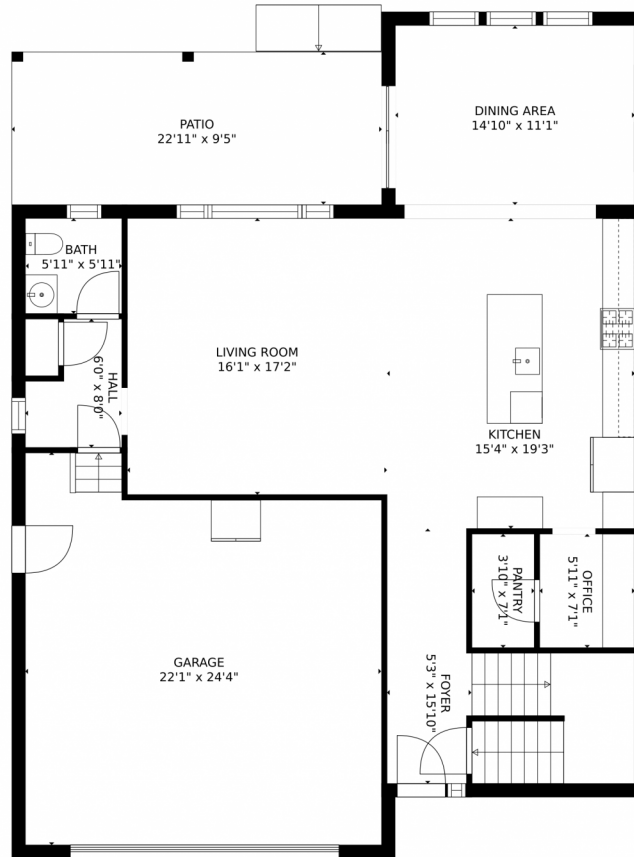 PATIO
22'11" x 9'5"
DINING AREA
14'10" x 11'1"
BATH
5'11" x 5'11"
HALL
6'0" x 8'0"
LIVING ROOM
16'1" x 17'2"
KITCHEN
15'4" x 19'3"
PANTRY
3'10" x 7'1"
OFFICE
5'11" x 7'1"
GARAGE
22'1" x 24'4"
FOYER
5'3" x 15'10"